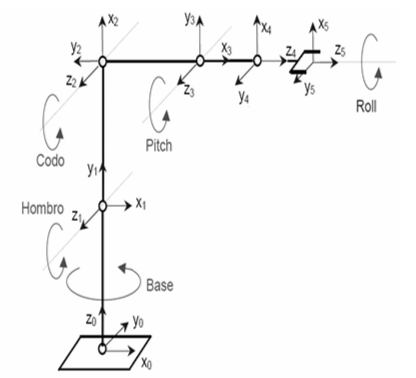 x₂
y₃
x₄
x₅
y₂
x₃
z₄
z₅
z₂
z₃
y₄
y₅
Roll
Codo
Pitch
y₁
Hombro
z₁
x₁
Base
z₀
y₀
x₀